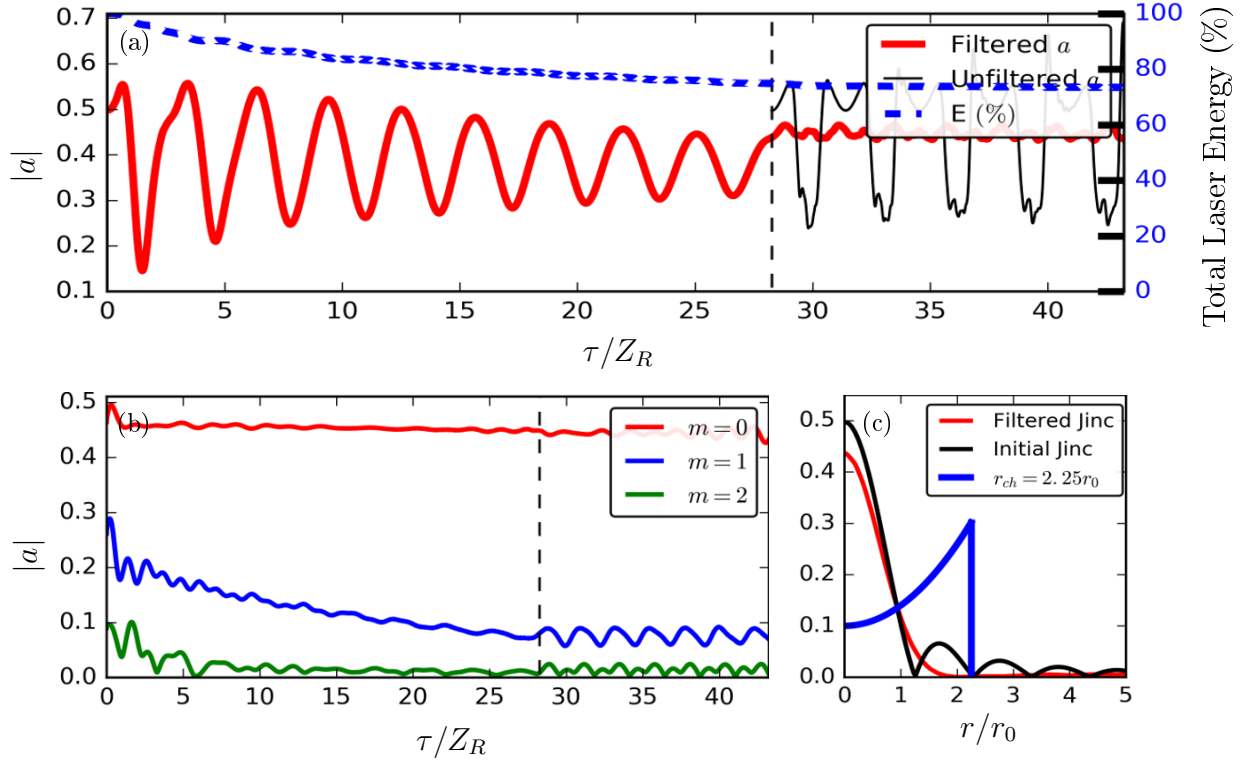 (a)
0.7
0.6
0.5
0.4
0.3
0.2
0.1
|a|
0 5 10 15 20 25 30 35 40
τ/Z_R
Filtered a
Unfiltered a
E (%)
100
80
60
40
20
0
Total Laser Energy (%)
(b)
0.5
0.4
0.3
0.2
0.1
0.0
|a|
0 5 10 15 20 25 30 35 40
τ/Z_R
m = 0
m = 1
m = 2
(c)
0.5
0.4
0.3
0.1
0.0
0 1 2 3 4 5
r/r_0
Filtered Jinc
Initial Jinc
r_{ch} = 2.25r_0